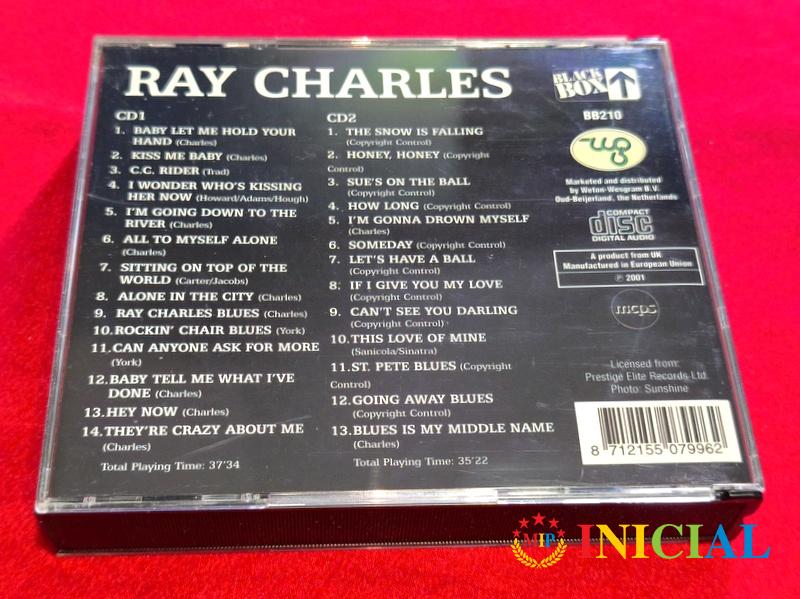 RAY CHARLES
CD1
1. BABY LET ME HOLD YOUR
HAND (Charles)
2. KISS ME BABY (Charles)
3. C.C. RIDER (Trad)
4. I WONDER WHO'S KISSING
HER NOW (Howard/Adams/Hough)
5. I'M GOING DOWN TO THE
RIVER (Charles)
6. ALL TO MYSELF ALONE
(Charles)
7. SITTING ON TOP OF THE
WORLD (Carter/Jacobs)
8. ALONE IN THE CITY (Charles)
9. RAY CHARLES BLUES (Charles)
10. ROCKIN' CHAIR BLUES (York)
11. CAN ANYONE ASK FOR MORE
(York)
12. BABY TELL ME WHAT I'VE
DONE (Charles)
13. HEY NOW (Charles)
14. THEY'RE CRAZY ABOUT ME
(Charles)
Total Playing Time: 37'34
CD2
1. THE SNOW IS FALLING
(Copyright Control)
2. HONEY, HONEY (Copyright
Control)
3. SUE'S ON THE BALL
(Copyright Control)
4. HOW LONG (Copyright Control)
5. I'M GONNA DROWN MYSELF
(Charles)
6. SOMEDAY (Copyright Control)
7. LET'S HAVE A BALL
(Copyright Control)
8. IF I GIVE YOU MY LOVE
(Copyright Control)
9. CAN'T SEE YOU DARLING
(Copyright Control)
10. THIS LOVE OF MINE
(Sanicola/Sinatra)
11. ST. PETE BLUES (Copyright
Control)
12. GOING AWAY BLUES
(Copyright Control)
13. BLUES IS MY MIDDLE NAME
(Charles)
Total Playing Time: 35'22
BLACK
BOX
BB210
Marketed and distributed
by Weton-Wesgram B.V.
Oud-Beijerland, the Netherlands
COMPACT
disc
DIGITAL AUDIO
A product from UK
Manufactured in European Union
℗ 2001
mcps
Licensed from:
Prestige Elite Records Ltd.
Photo: Sunshine
8 712155 079962
MIB INICIAL